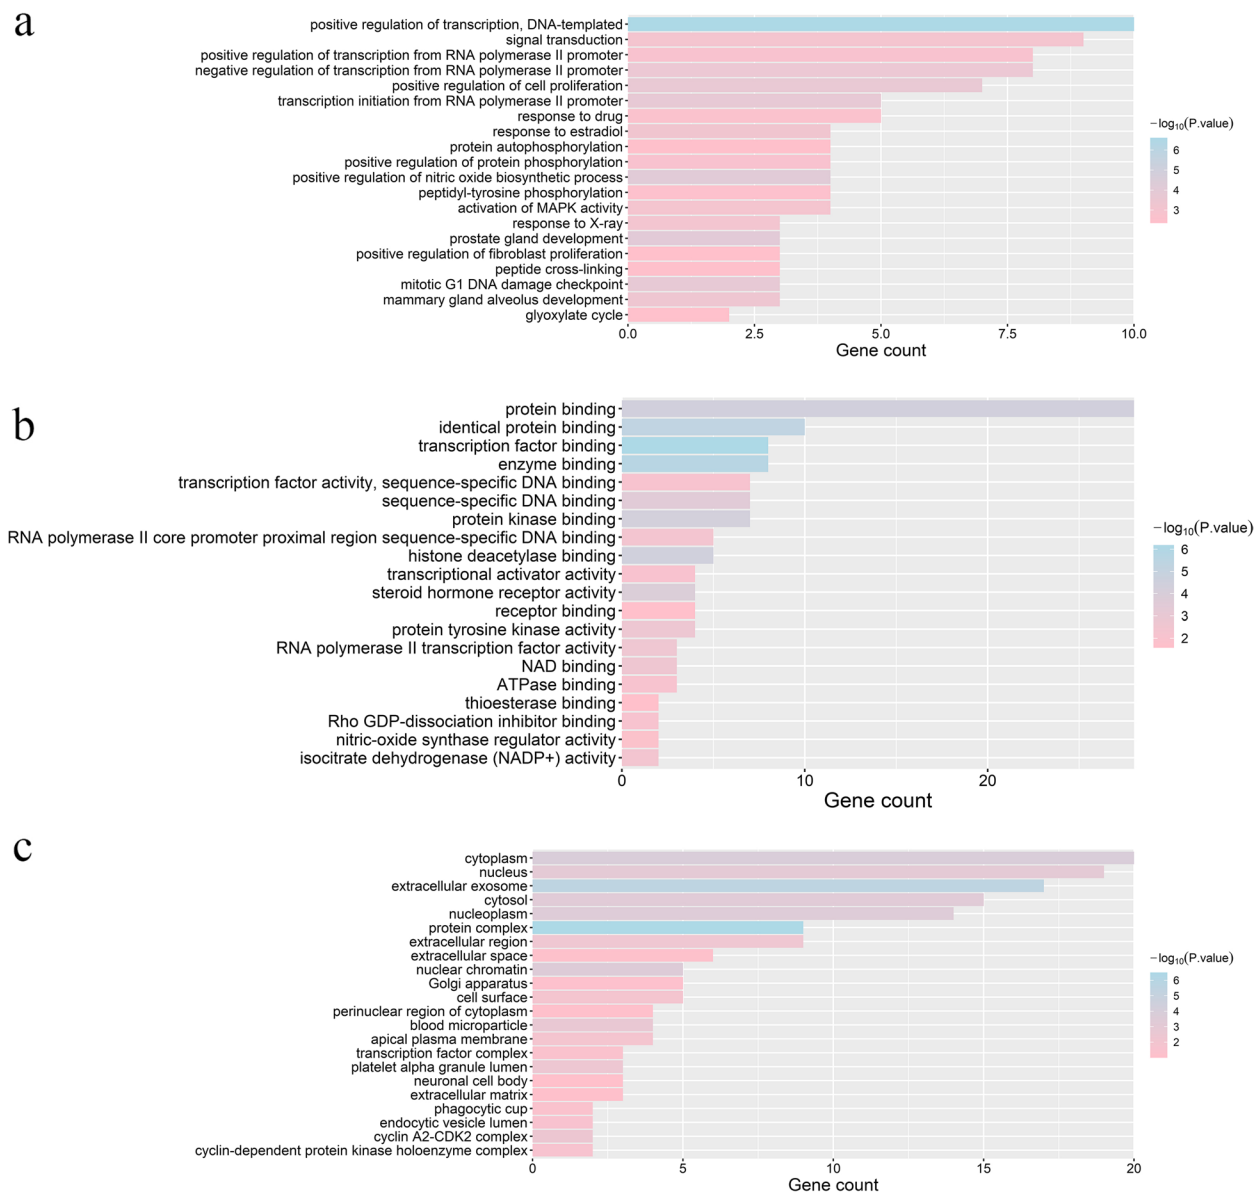 a
positive regulation of transcription, DNA-templated
signal transduction
positive regulation of transcription from RNA polymerase II promoter
negative regulation of transcription from RNA polymerase II promoter
positive regulation of cell proliferation
transcription initiation from RNA polymerase II promoter
response to drug
response to estradiol
protein autophosphorylation
positive regulation of protein phosphorylation
positive regulation of nitric oxide biosynthetic process
peptidyl-tyrosine phosphorylation
activation of MAPK activity
response to X-ray
prostate gland development
positive regulation of fibroblast proliferation
peptide cross-linking
mitotic G1 DNA damage checkpoint
mammary gland alveolus development
glyoxylate cycle
0.0 2.5 5.0 7.5 10.0
Gene count
−log₁₀(P.value)
6
5
4
3
b
protein binding
identical protein binding
transcription factor binding
enzyme binding
transcription factor activity, sequence-specific DNA binding
sequence-specific DNA binding
protein kinase binding
RNA polymerase II core promoter proximal region sequence-specific DNA binding
histone deacetylase binding
transcriptional activator activity
steroid hormone receptor activity
receptor binding
protein tyrosine kinase activity
RNA polymerase II transcription factor activity
NAD binding
ATPase binding
thioesterase binding
Rho GDP-dissociation inhibitor binding
nitric-oxide synthase regulator activity
isocitrate dehydrogenase (NADP+) activity
0 10 20
Gene count
−log₁₀(P.value)
6
5
4
3
2
c
cytoplasm
nucleus
extracellular exosome
cytosol
nucleoplasm
protein complex
extracellular region
extracellular space
nuclear chromatin
Golgi apparatus
cell surface
perinuclear region of cytoplasm
blood microparticle
apical plasma membrane
transcription factor complex
platelet alpha granule lumen
neuronal cell body
extracellular matrix
phagocytic cup
endocytic vesicle lumen
cyclin A2-CDK2 complex
cyclin-dependent protein kinase holoenzyme complex
0 5 10 15 20
Gene count
−log₁₀(P.value)
6
5
4
3
2